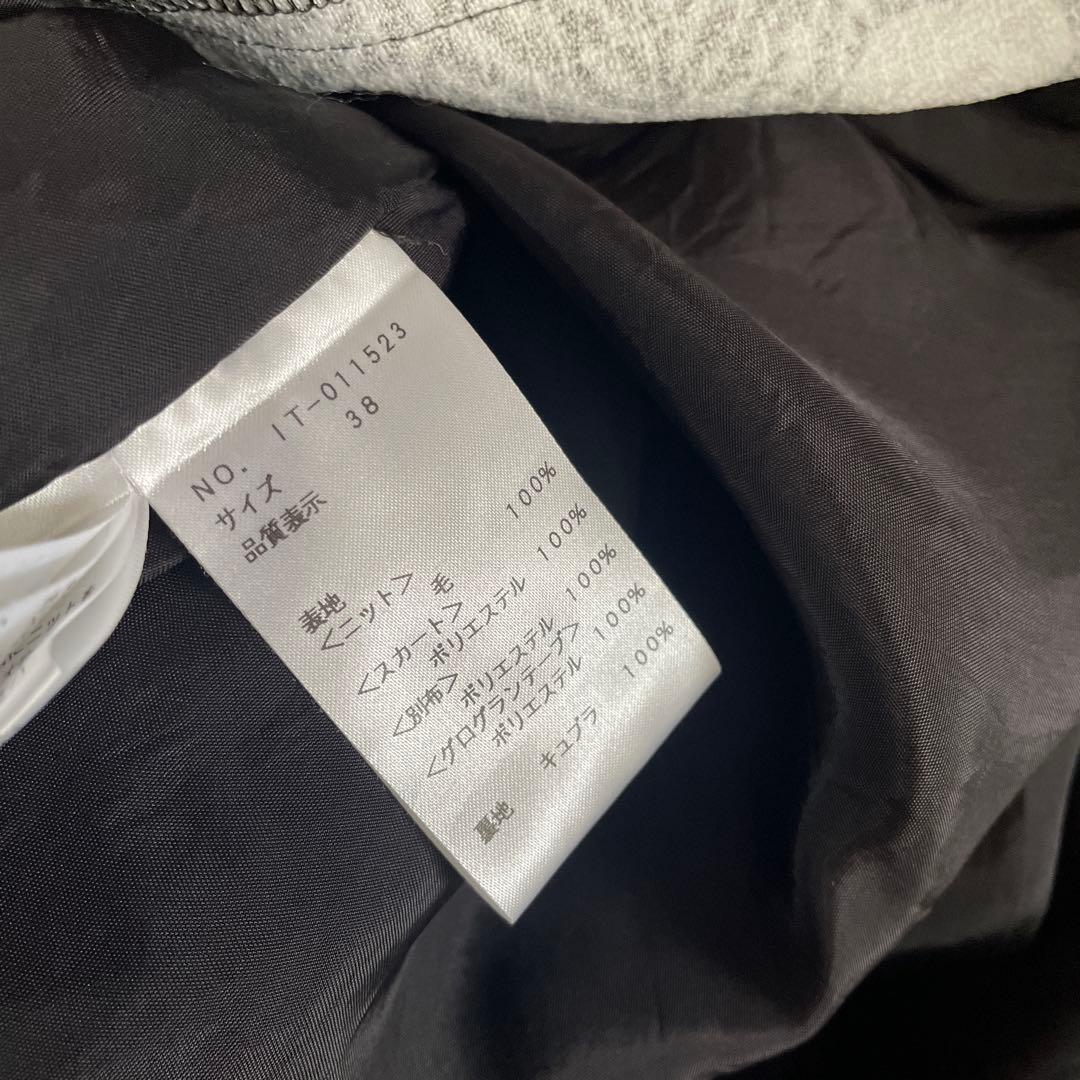 NO. IT-011523
サイズ 38
品質表示
表地
<ニット>
毛 100%
<スカート>
ポリエステル 100%
<別布>
ポリエステル 100%
<グログランテープ>
ポリエステル 100%
裏地 キュプラ 100%